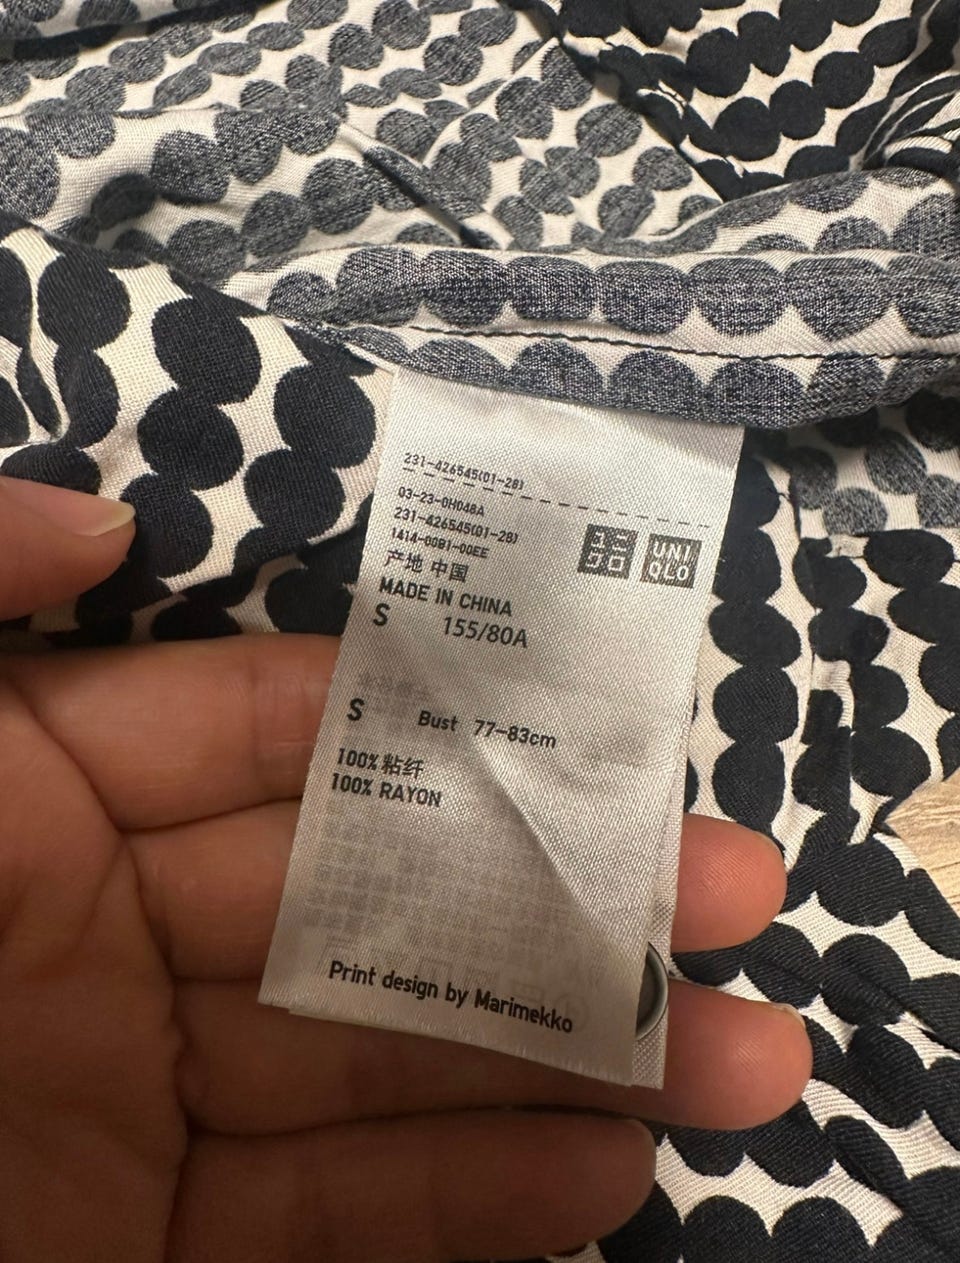 231-426545(01-28)
03-23-0H048A
231-426545(01-28)
1414-00B1-00EE
产地 中国
MADE IN CHINA
S 155/80A
ユニ
クロ
UNI
QLO
S Bust 77-83cm
100% 粘纤
100% RAYON
Print design by Marimekko